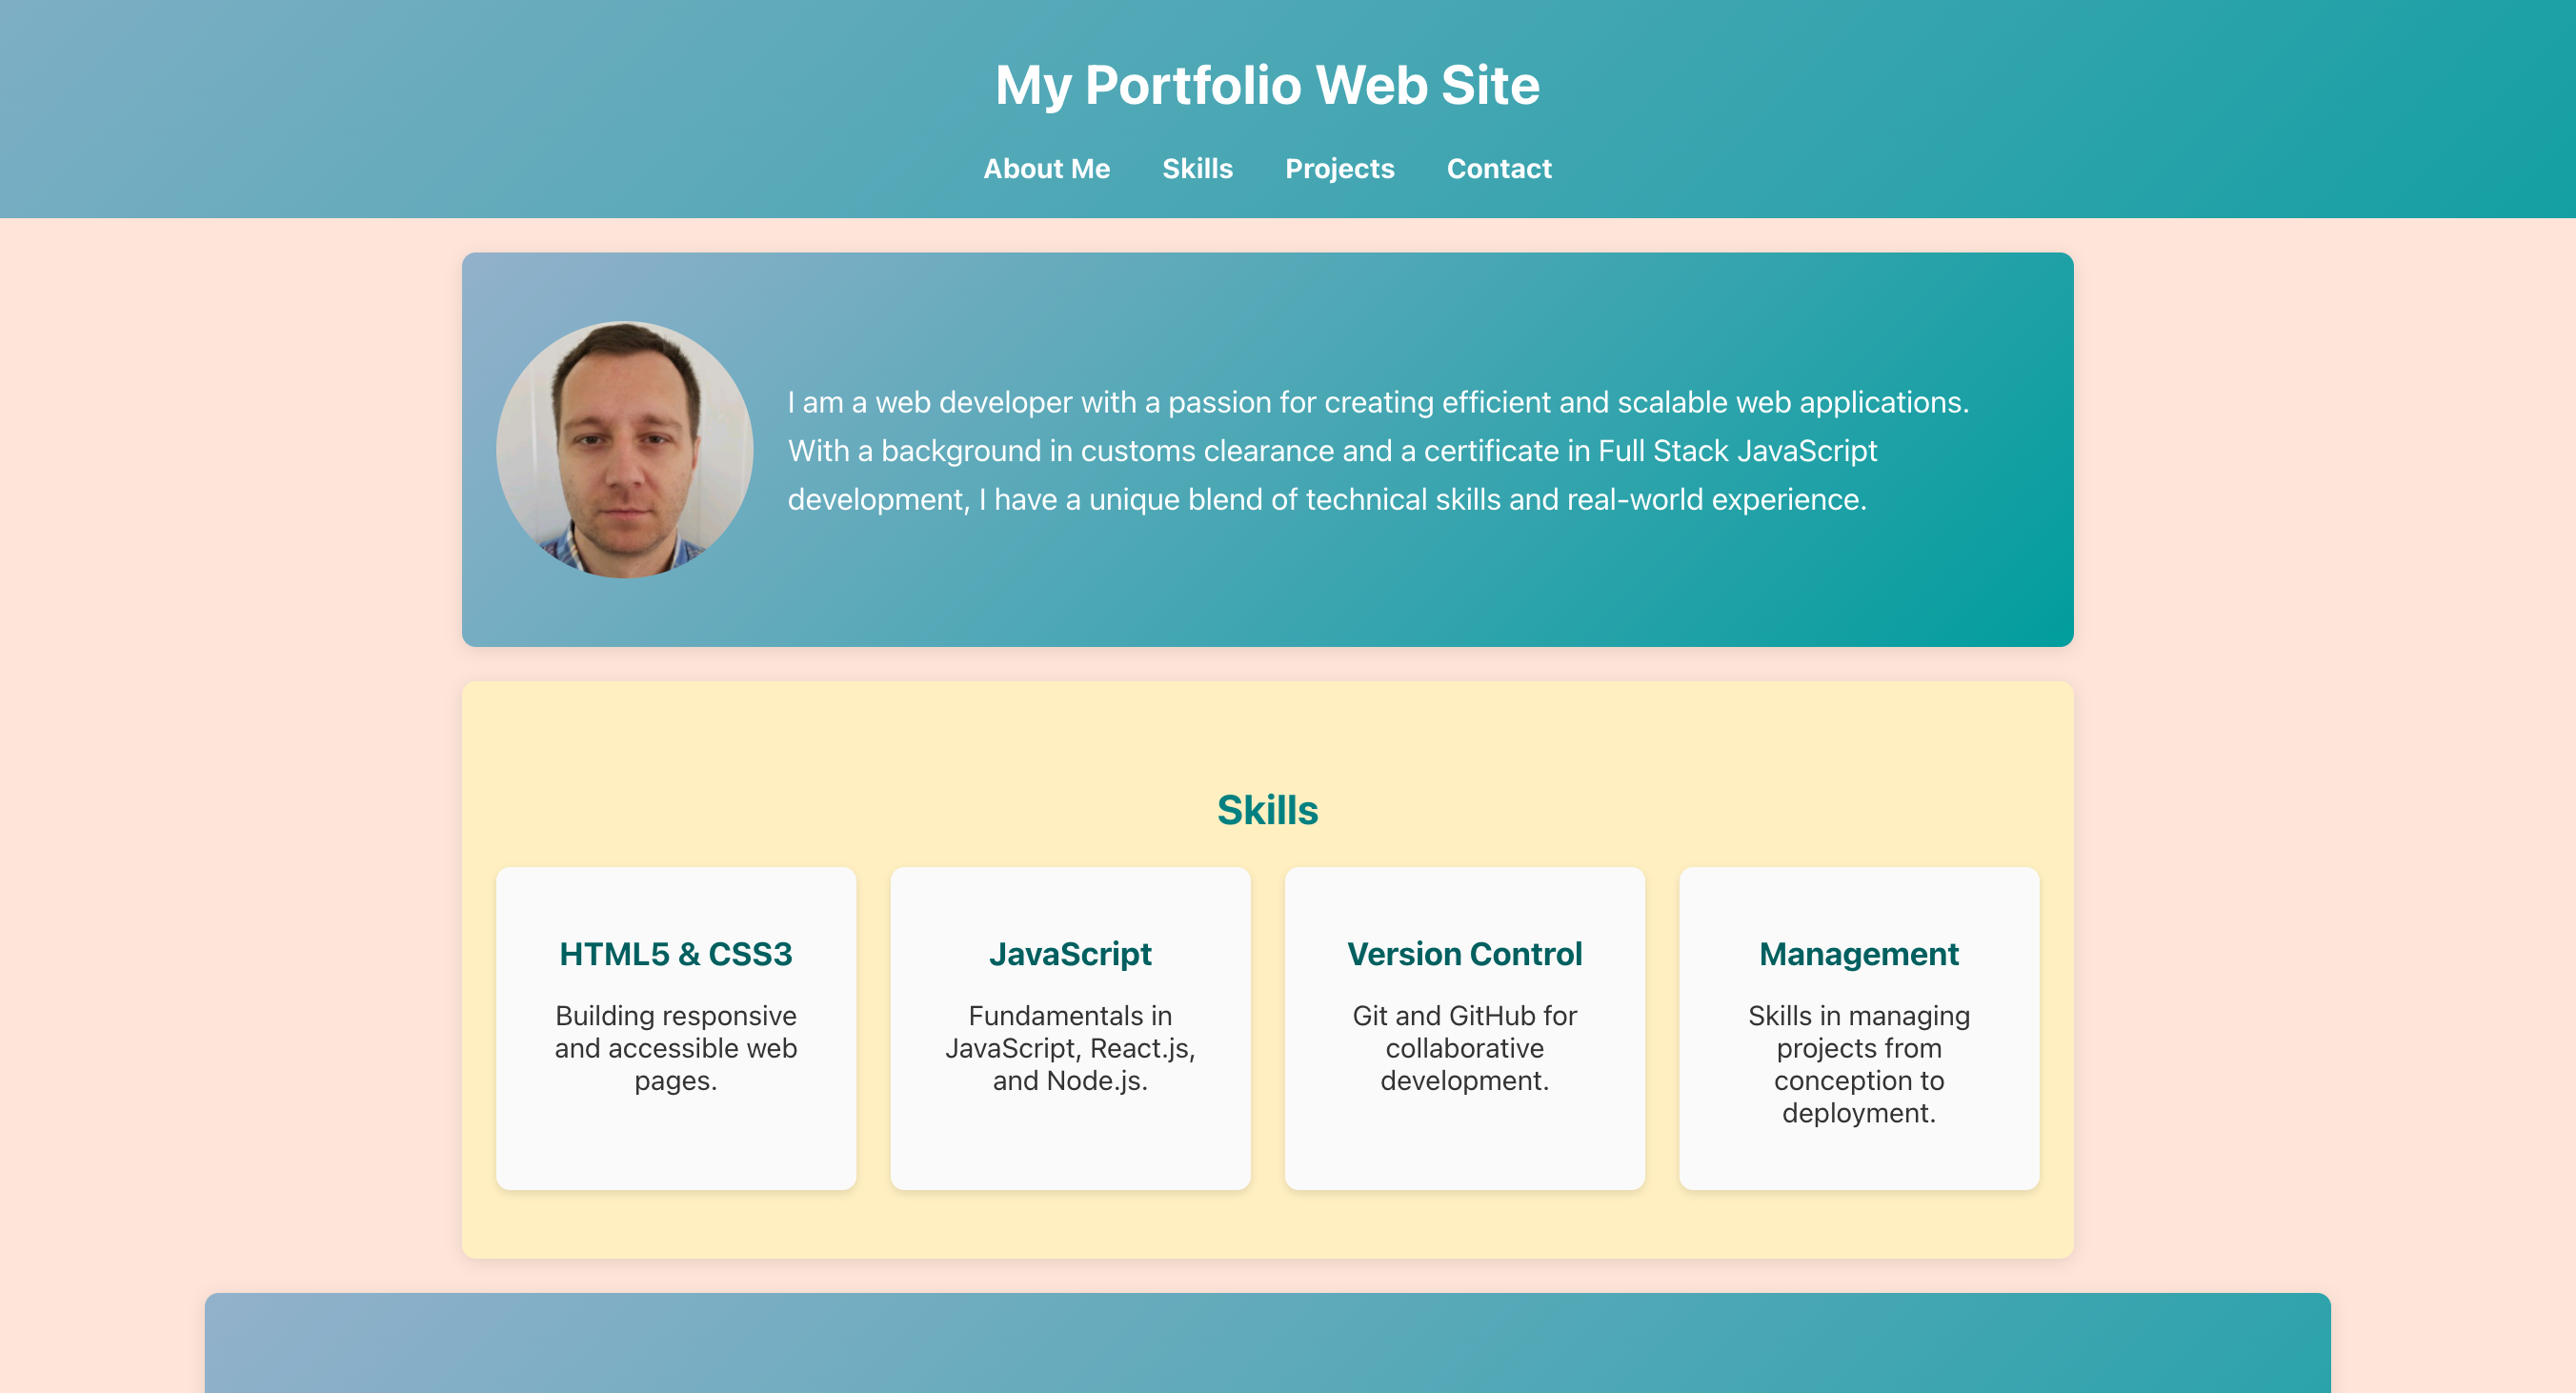 My Portfolio Web Site
About Me Skills Projects Contact
I am a web developer with a passion for creating efficient and scalable web applications.
With a background in customs clearance and a certificate in Full Stack JavaScript
development, I have a unique blend of technical skills and real-world experience.
Skills
HTML5 & CSS3
Building responsive
and accessible web
pages.
JavaScript
Fundamentals in
JavaScript, React.js,
and Node.js.
Version Control
Git and GitHub for
collaborative
development.
Management
Skills in managing
projects from
conception to
deployment.